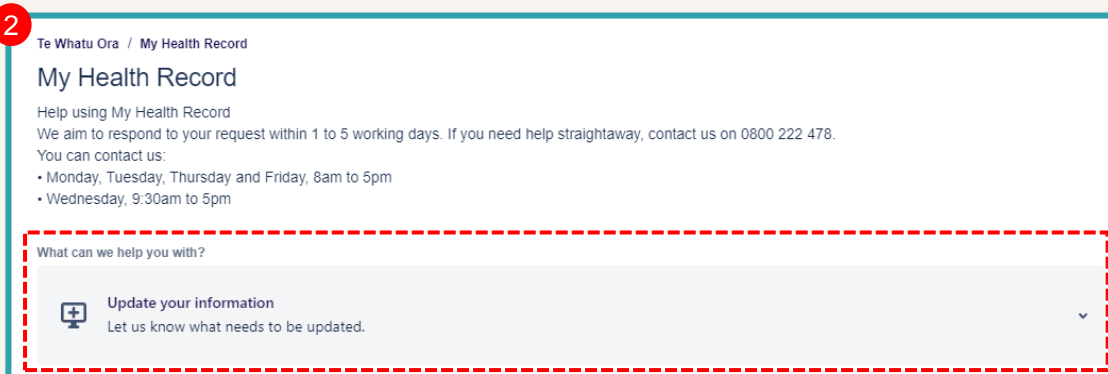 2
Te Whatu Ora / My Health Record
My Health Record
Help using My Health Record
We aim to respond to your request within 1 to 5 working days. If you need help straightaway, contact us on 0800 222 478.
You can contact us:
• Monday, Tuesday, Thursday and Friday, 8am to 5pm
• Wednesday, 9:30am to 5pm
What can we help you with?
Update your information
Let us know what needs to be updated.